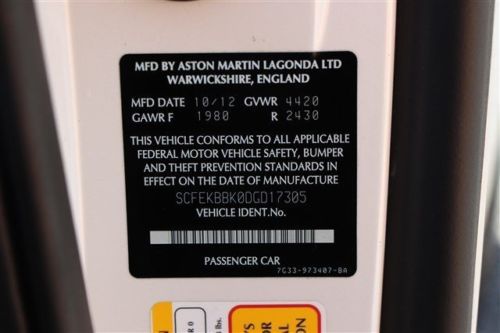 MFD BY ASTON MARTIN LAGONDA LTD
WARWICKSHIRE, ENGLAND
MFD DATE 10/12 GVWR 4420
GAWR F 1980 R 2430
THIS VEHICLE CONFORMS TO ALL APPLICABLE
FEDERAL MOTOR VEHICLE SAFETY, BUMPER
AND THEFT PREVENTION STANDARDS IN
EFFECT ON THE DATE OF MANUFACTURE
SCFEKBBK0DGD17305
VEHICLE IDENT.No.
PASSENGER CAR
7G33-973407-BA